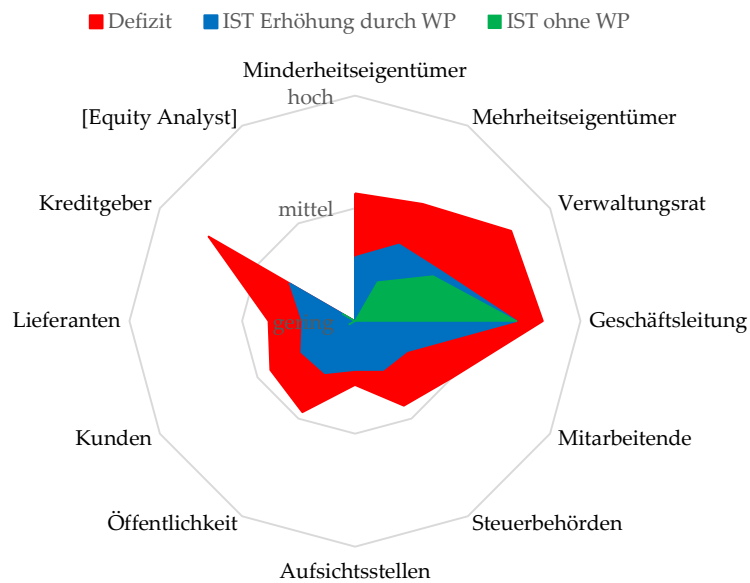 Defizit IST Erhöhung durch WP IST ohne WP
Minderheitseigentümer
hoch
[Equity Analyst] Mehrheitseigentümer
Kreditgeber Verwaltungsrat
mittel
Lieferanten gering Geschäftsleitung
Kunden Mitarbeitende
Öffentlichkeit Steuerbehörden
Aufsichtsstellen